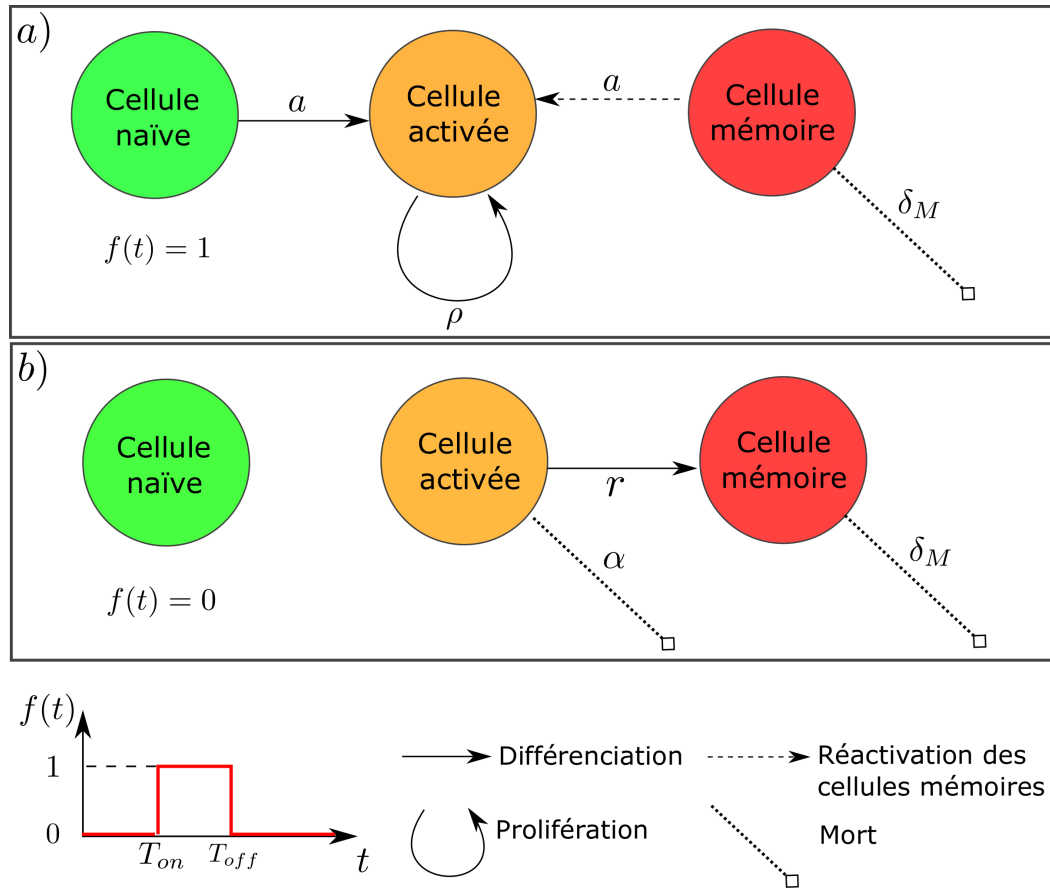 a)
Cellule
naïve
a
Cellule
activée
a
Cellule
mémoire
δ_M
f(t) = 1
ρ
b)
Cellule
naïve
Cellule
activée
r
Cellule
mémoire
α
δ_M
f(t) = 0
f(t)
1
0
T_on
T_off
t
Différenciation
Réactivation des
cellules mémoires
Prolifération
Mort